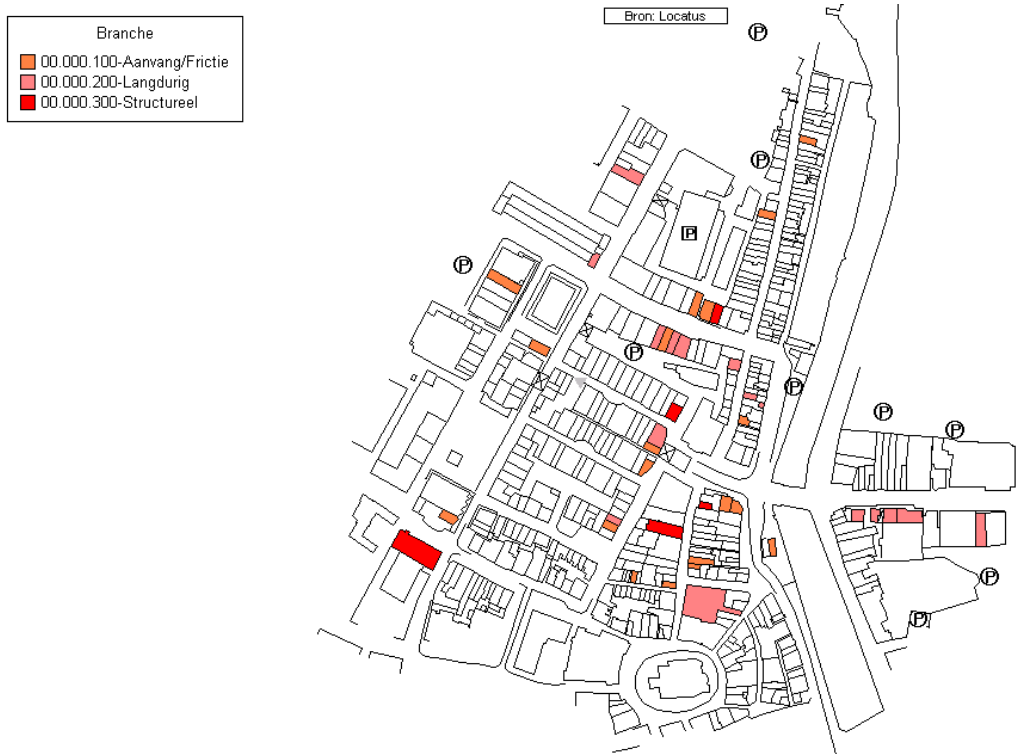 Bron: Locatus
Branche
00.000.100-Aanvang/Frictie
00.000.200-Langdurig
00.000.300-Structureel
P
P
P
P
P
P
P
P
P
P